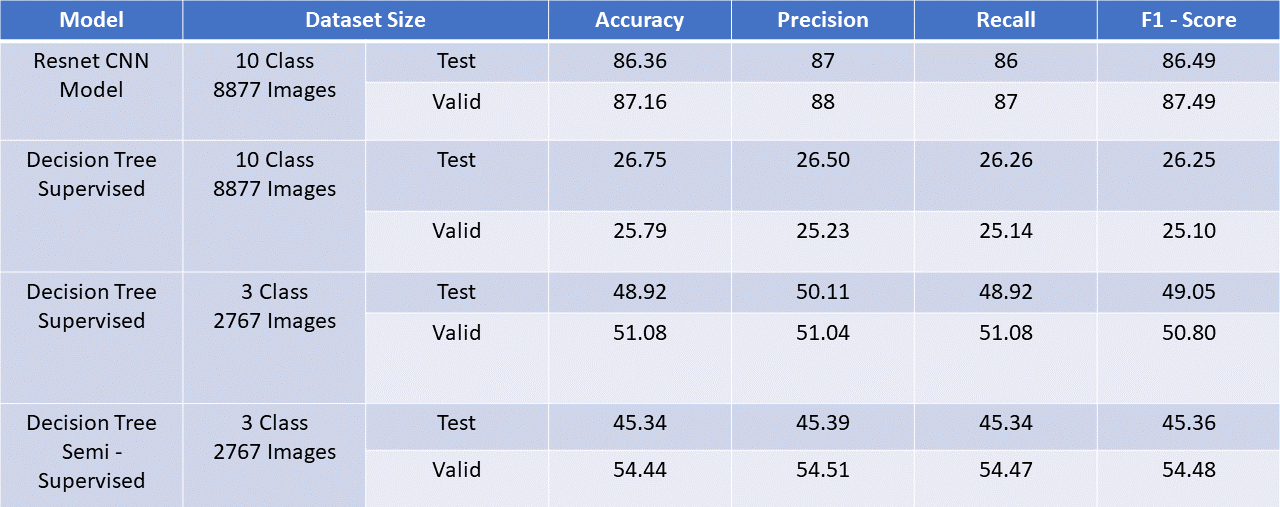 Model Dataset Size Accuracy Precision Recall F1 - Score
Resnet CNN 10 Class Test 86.36 87 86 86.49
Model 8877 Images
Valid 87.16 88 87 87.49
Decision Tree 10 Class Test 26.75 26.50 26.26 26.25
Supervised 8877 Images
Valid 25.79 25.23 25.14 25.10
Decision Tree 3 Class Test 48.92 50.11 48.92 49.05
Supervised 2767 Images
Valid 51.08 51.04 51.08 50.80
Decision Tree 3 Class Test 45.34 45.39 45.34 45.36
Semi - 2767 Images
Supervised Valid 54.44 54.51 54.47 54.48